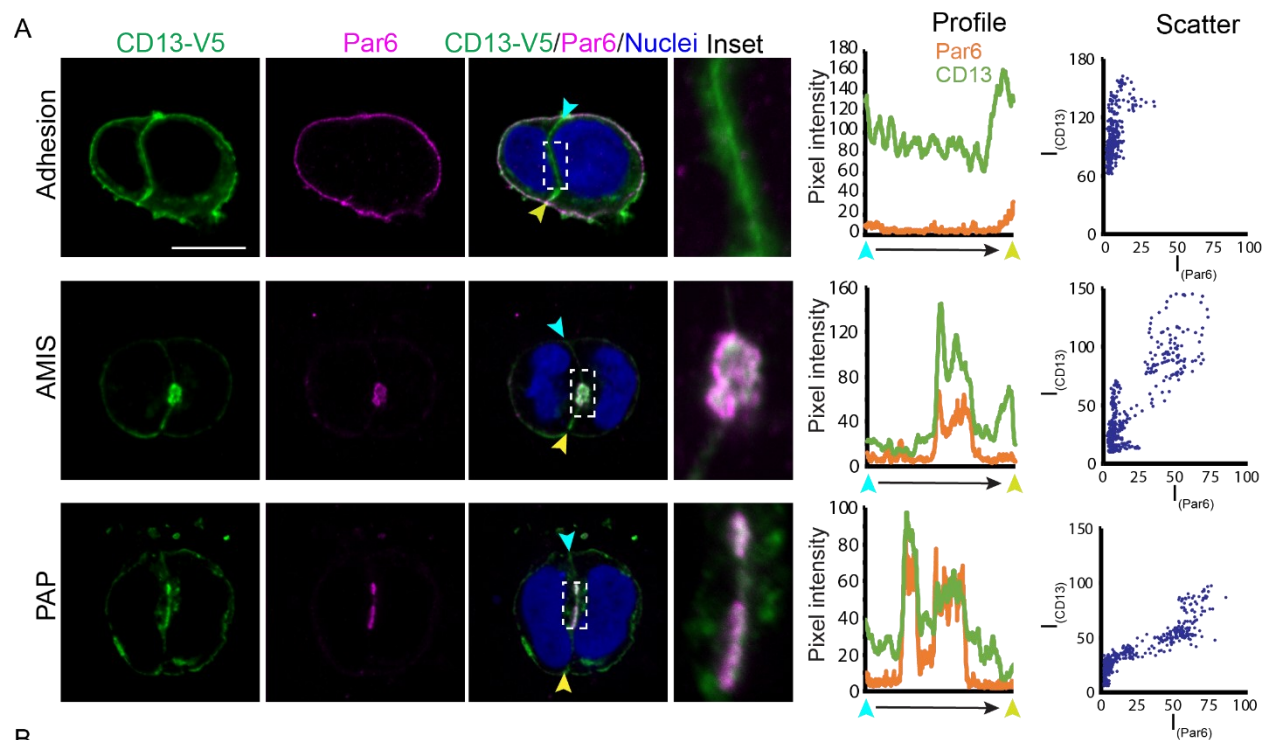 A
CD13-V5 Par6 CD13-V5/Par6/Nuclei Inset Profile Scatter
Adhesion
Pixel intensity
180
160
140
120
100
80
60
40
20
0
Par6
CD13
I(CD13)
180
120
60
0 25 50 75 100
I(Par6)
AMIS
Pixel intensity
160
120
80
40
0
I(CD13)
150
100
50
0
0 25 50 75 100
I(Par6)
PAP
Pixel intensity
100
80
60
40
20
0
I(CD13)
150
100
50
0
0 25 50 75 100
I(Par6)
B